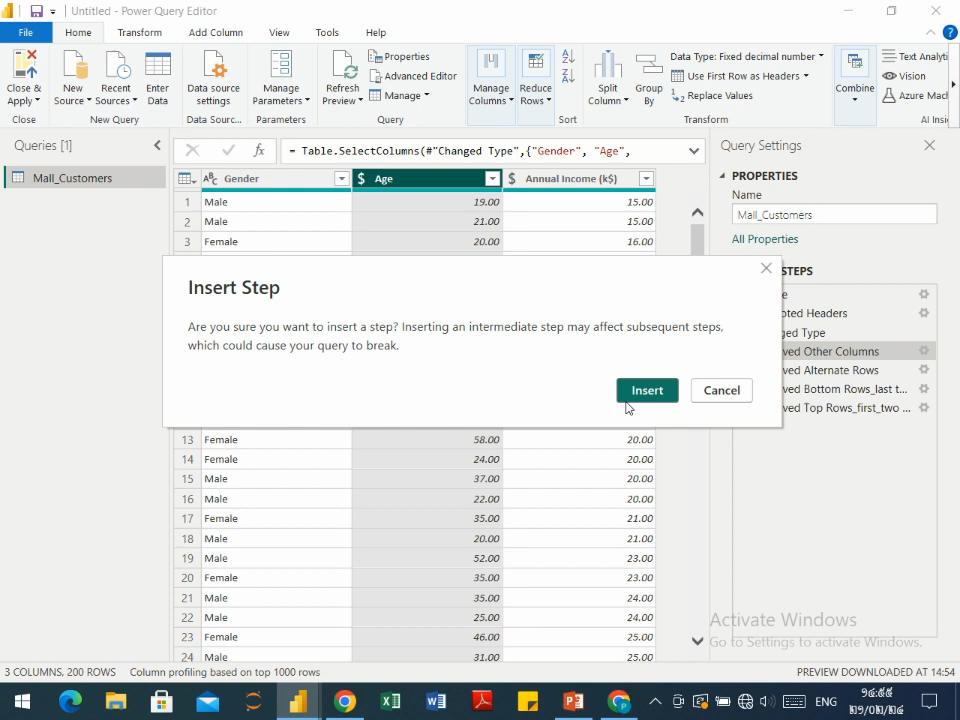 Untitled - Power Query Editor
File Home Transform Add Column View Tools Help
Close & Apply
New Source
Recent Sources
Enter Data
Data source settings
Manage Parameters
Refresh Preview
Properties
Advanced Editor
Manage
Manage Columns
Reduce Rows
Split Column
Group By
Data Type: Fixed decimal number
Use First Row as Headers
Replace Values
Combine
Text Analyti
Vision
Azure Mac
Close New Query Data Sourc... Parameters Query Sort Transform AI Insi
Queries [1]
Mall_Customers
fx = Table.SelectColumns(#"Changed Type",{"Gender", "Age",
Gender $ Age $ Annual Income (k$)
1 Male 19.00 15.00
2 Male 21.00 15.00
3 Female 20.00 16.00
Insert Step
Are you sure you want to insert a step? Inserting an intermediate step may affect subsequent steps,
which could cause your query to break.
Insert Cancel
13 Female 58.00 20.00
14 Female 24.00 20.00
15 Male 37.00 20.00
16 Male 22.00 20.00
17 Female 35.00 21.00
18 Male 20.00 21.00
19 Male 52.00 23.00
20 Female 35.00 23.00
21 Male 35.00 24.00
22 Male 25.00 24.00
23 Female 46.00 25.00
24 Male 31.00 25.00
Query Settings
PROPERTIES
Name
Mall_Customers
All Properties
STEPS
e
oted Headers
ged Type
ved Other Columns
ved Alternate Rows
ved Bottom Rows_last t...
ved Top Rows_first_two ...
Activate Windows
Go to Settings to activate Windows.
3 COLUMNS, 200 ROWS Column profiling based on top 1000 rows PREVIEW DOWNLOADED AT 14:54
ENG